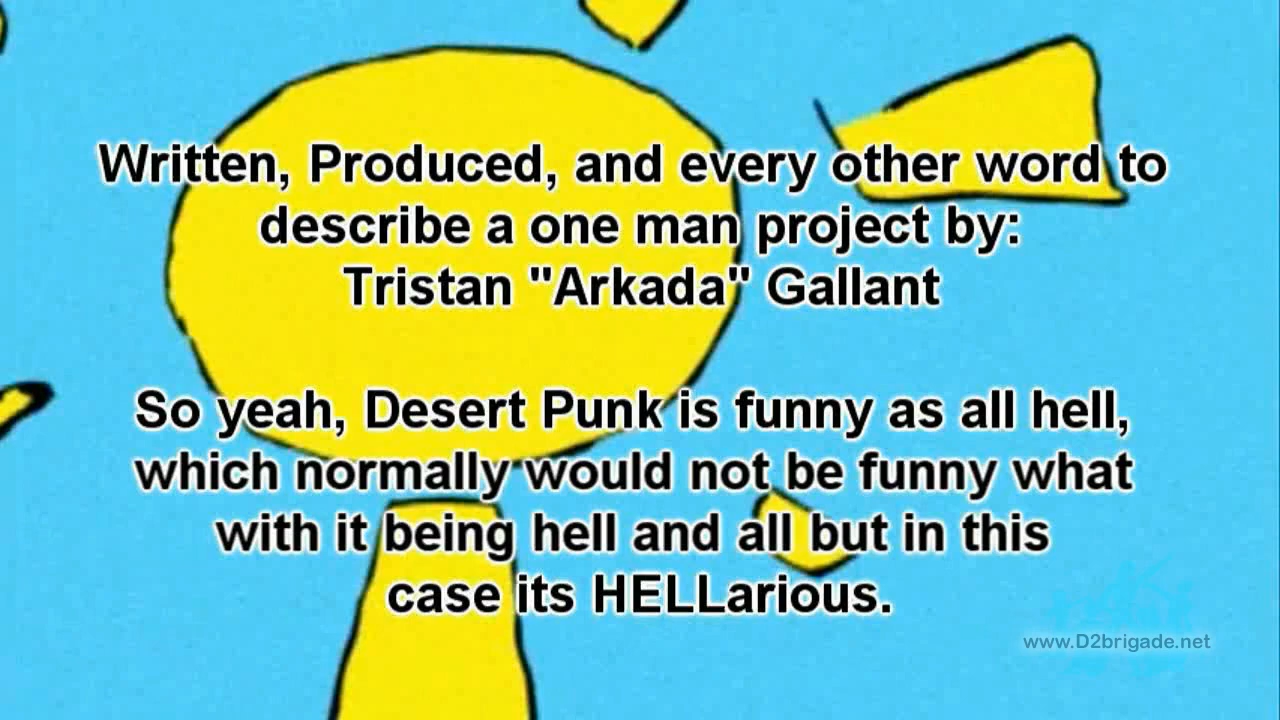 Written, Produced, and every other word to
describe a one man project by:
Tristan "Arkada" Gallant
So yeah, Desert Punk is funny as all hell,
which normally would not be funny what
with it being hell and all but in this
case its HELLarious.
www.D2brigade.net